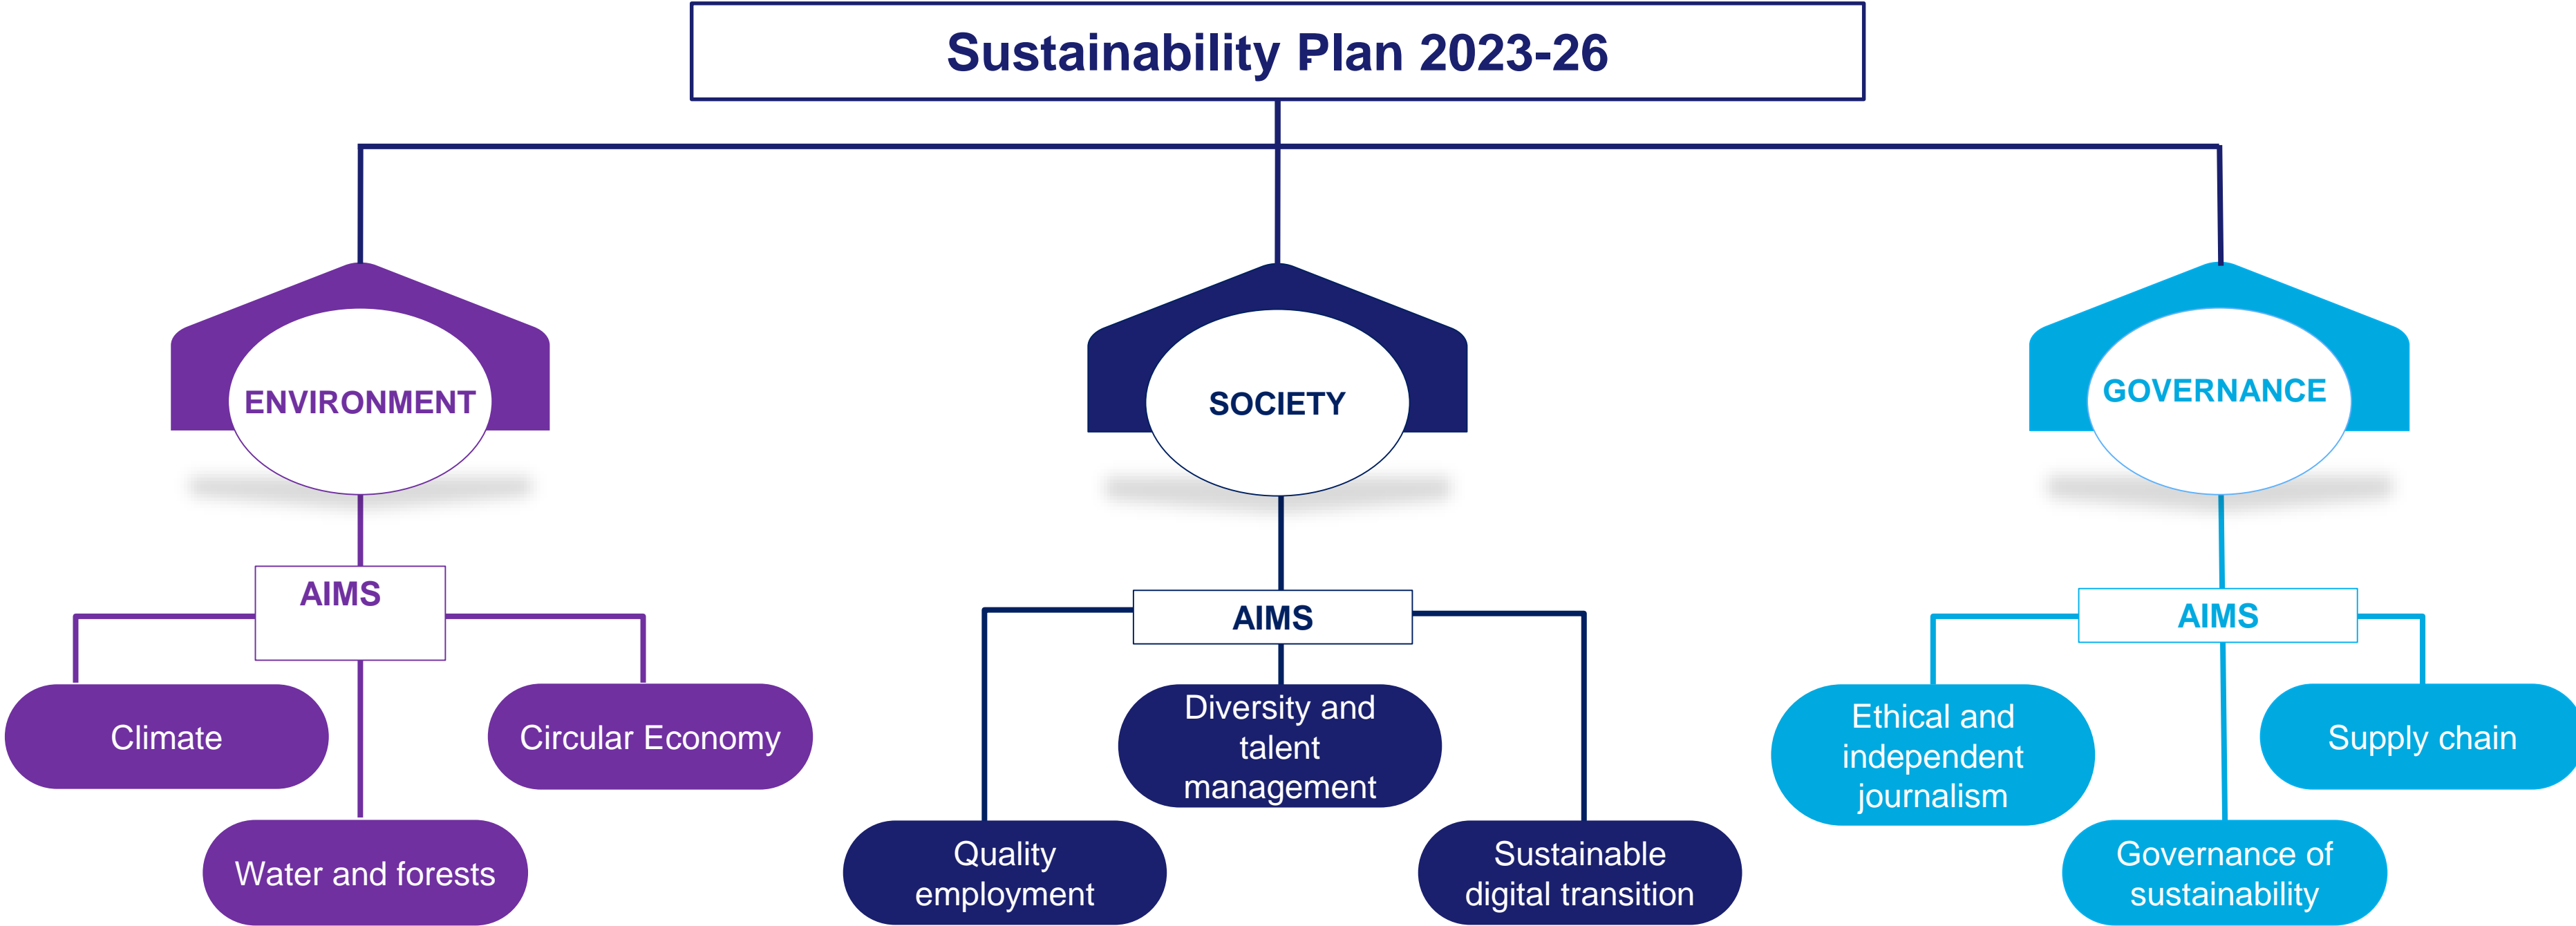 Sustainability Plan 2023-26
ENVIRONMENT
SOCIETY
GOVERNANCE
AIMS
AIMS
AIMS
Climate
Circular Economy
Water and forests
Diversity and
talent
management
Quality
employment
Sustainable
digital transition
Ethical and
independent
journalism
Supply chain
Governance of
sustainability